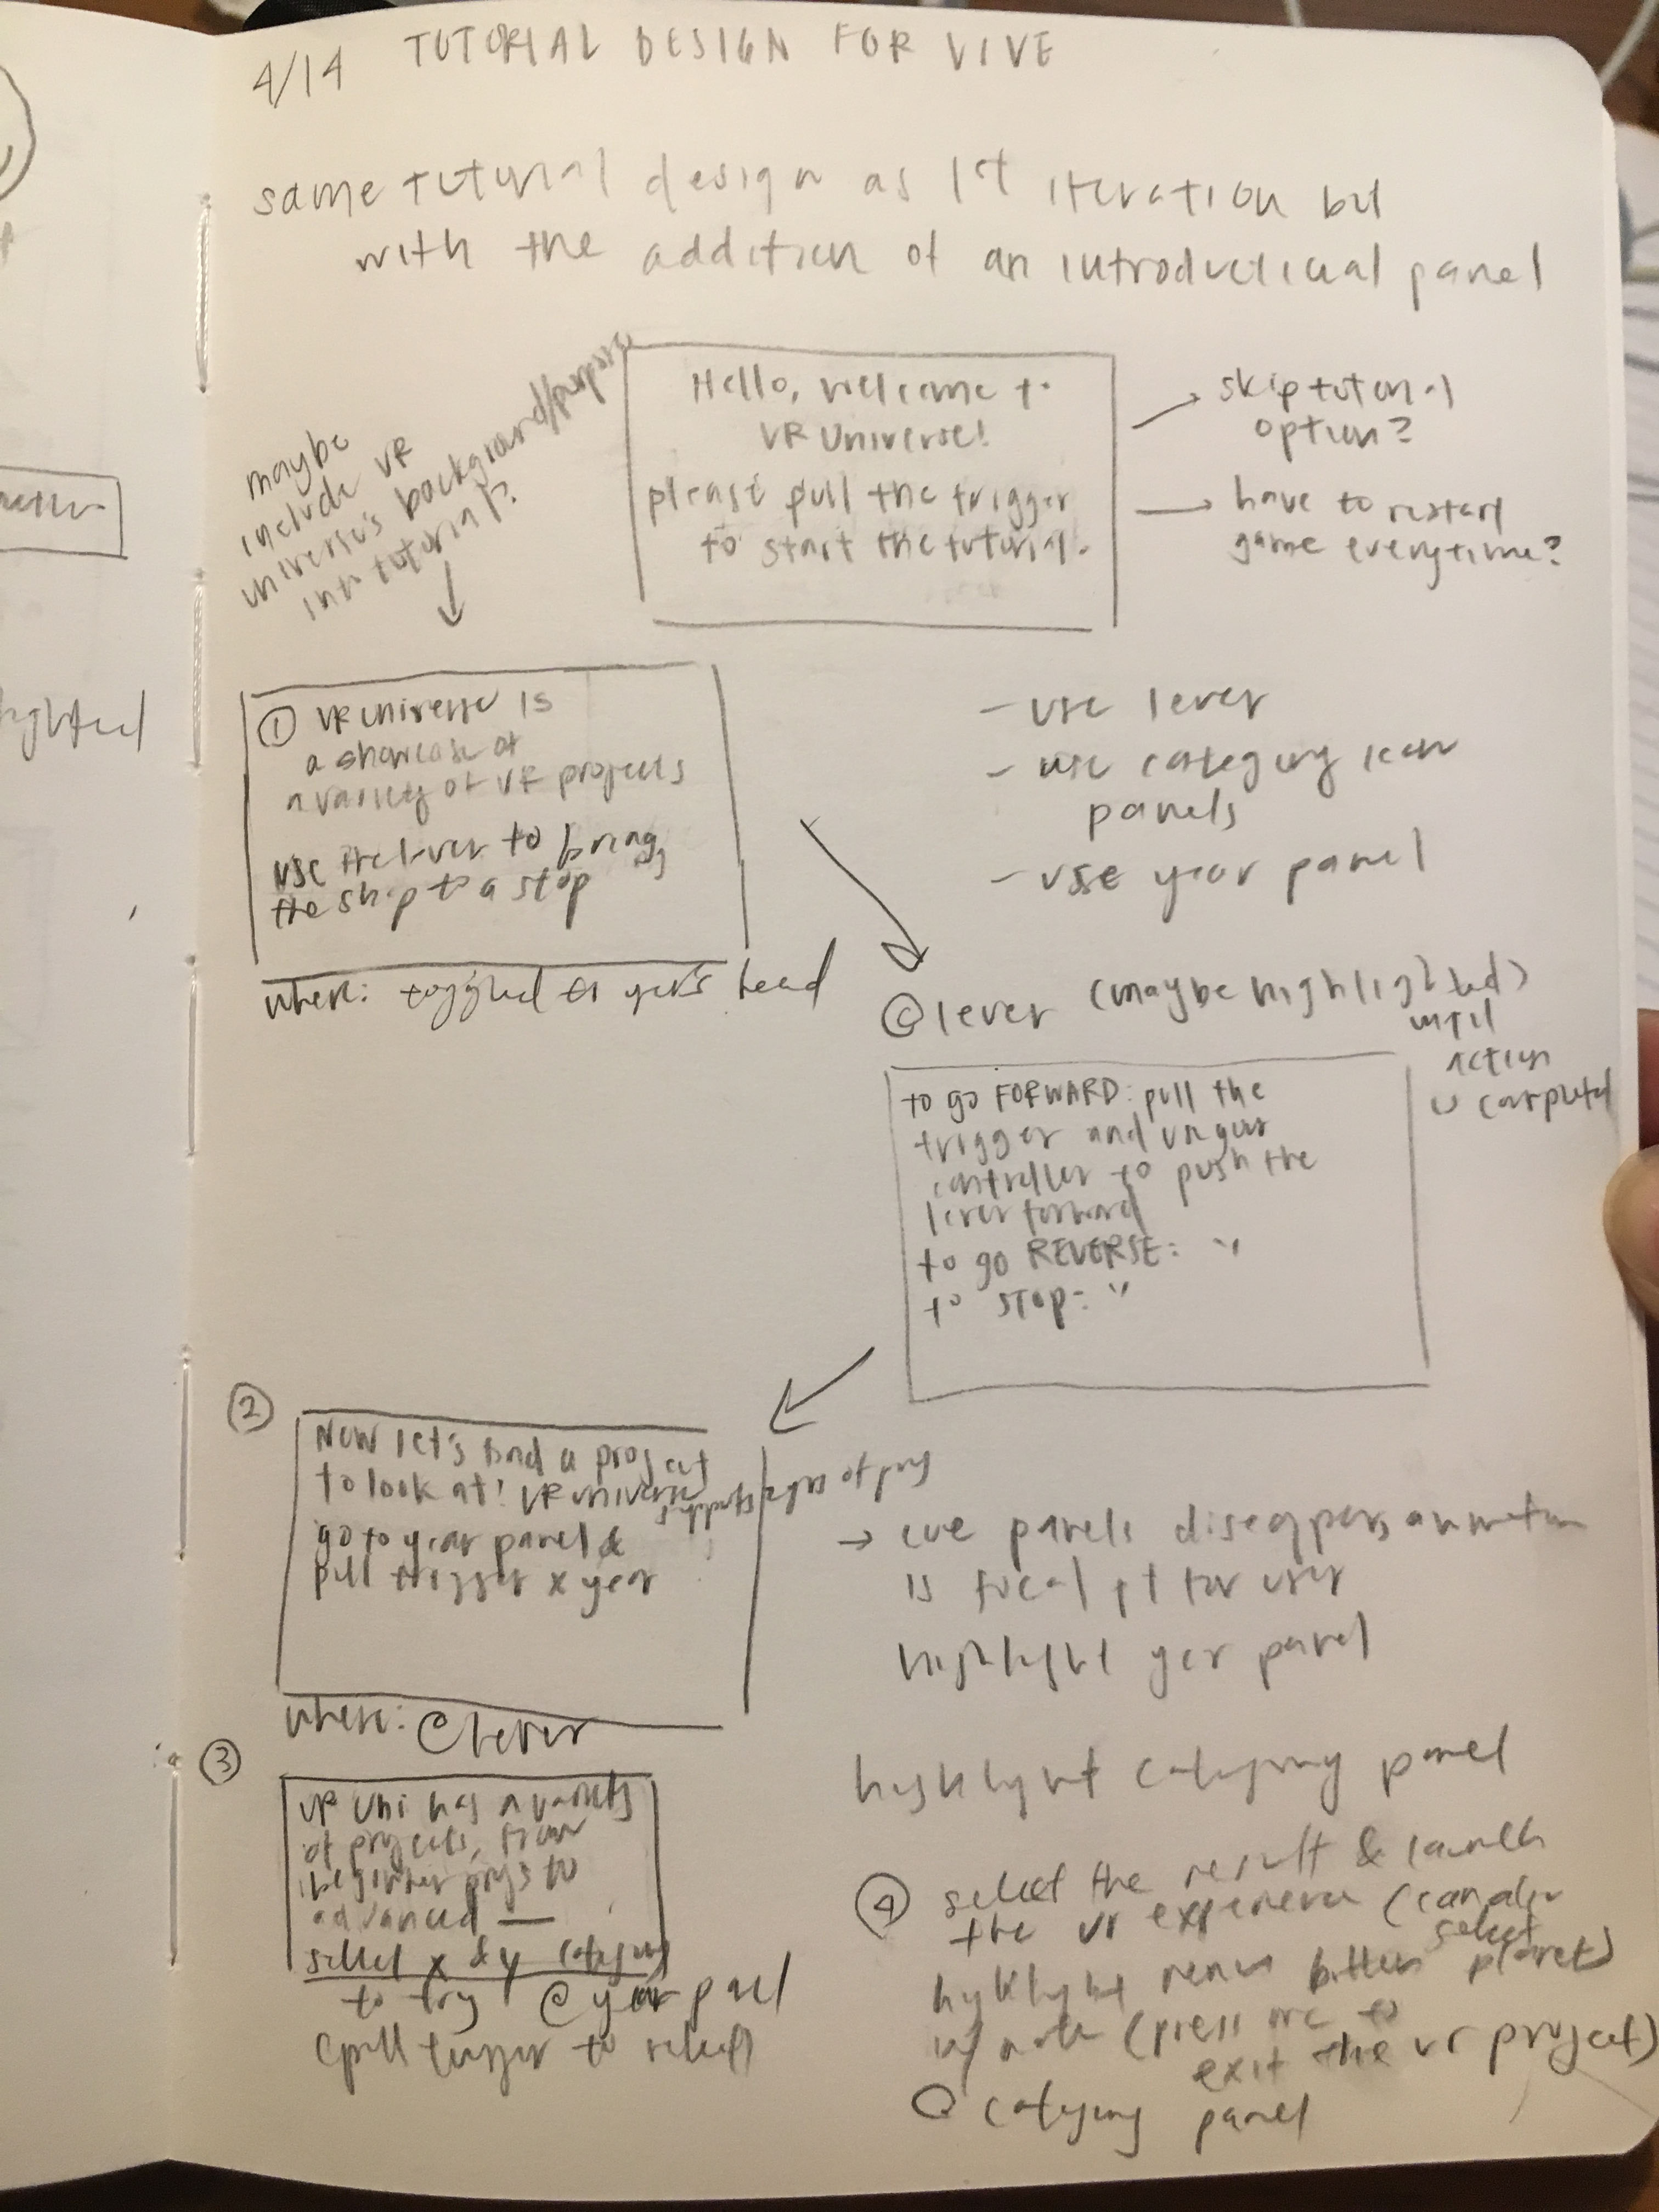 4/14 TUTORIAL DESIGN FOR VIVE
same tutorial design as 1st iteration but
with the addition of an introductional panel
maybe
include VR
universe's background/purpose
into tutorial?
Hello, welcome to
VR Universe!
please pull the trigger
to start the tutorial.
skip tutorial
option?
have to restart
game everytime?
① VR universe is
a showcase of
a variety of VR projects
use the lever to bring
the ship to a stop
where: toggled to user's head
- use lever
- use category icon
panels
- use year panel
@ lever (maybe highlighted)
until
action
is completed
to go FORWARD: pull the
trigger and use your
controller to push the
lever forward
to go REVERSE: "
to STOP: "
②
Now let's find a project
to look at! VR universe
supports types of proj
go to year panel &
pull trigger x year
where: @ lever
→ cue panels disappears, animation
is focal pt for user
highlight year panel
③
VR Uni has a variety
of projects, from
beginner projs to
advanced —
select x & y category
to try @ year panel
(pull trigger to select)
highlight category panel
④ select the result & launch
the vr experience (can also
select
highlight menu button planet)
w/ note (press me to
exit the vr project)
@ category panel